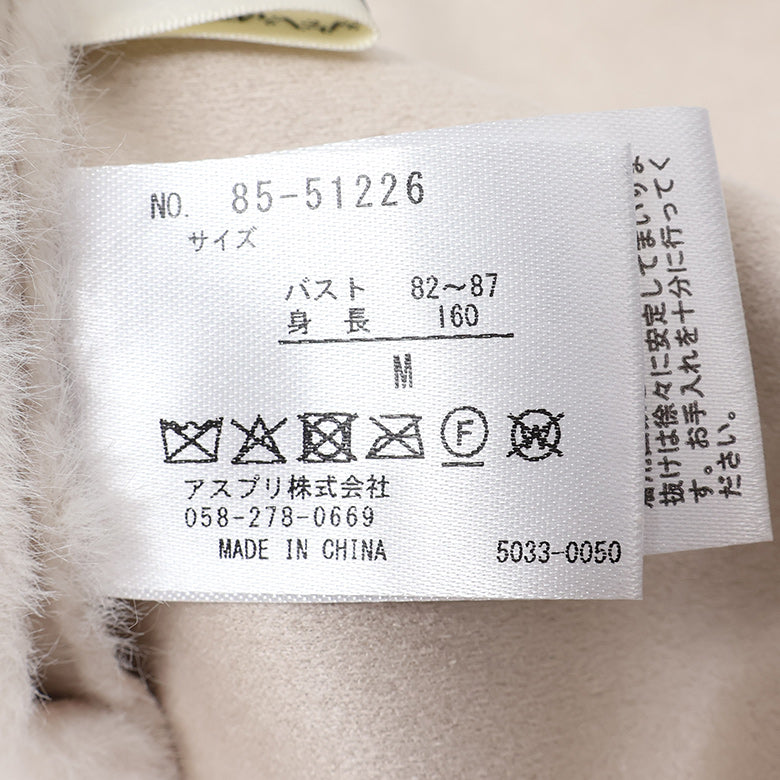 NO. 85-51226
サイズ
バスト 82～87
身長 160
M
F
W
アスプリ株式会社
058-278-0669
MADE IN CHINA
5033-0050
に安定してまいりま
抜けは徐々に十分に行ってく
す。お手入れを
ださい。